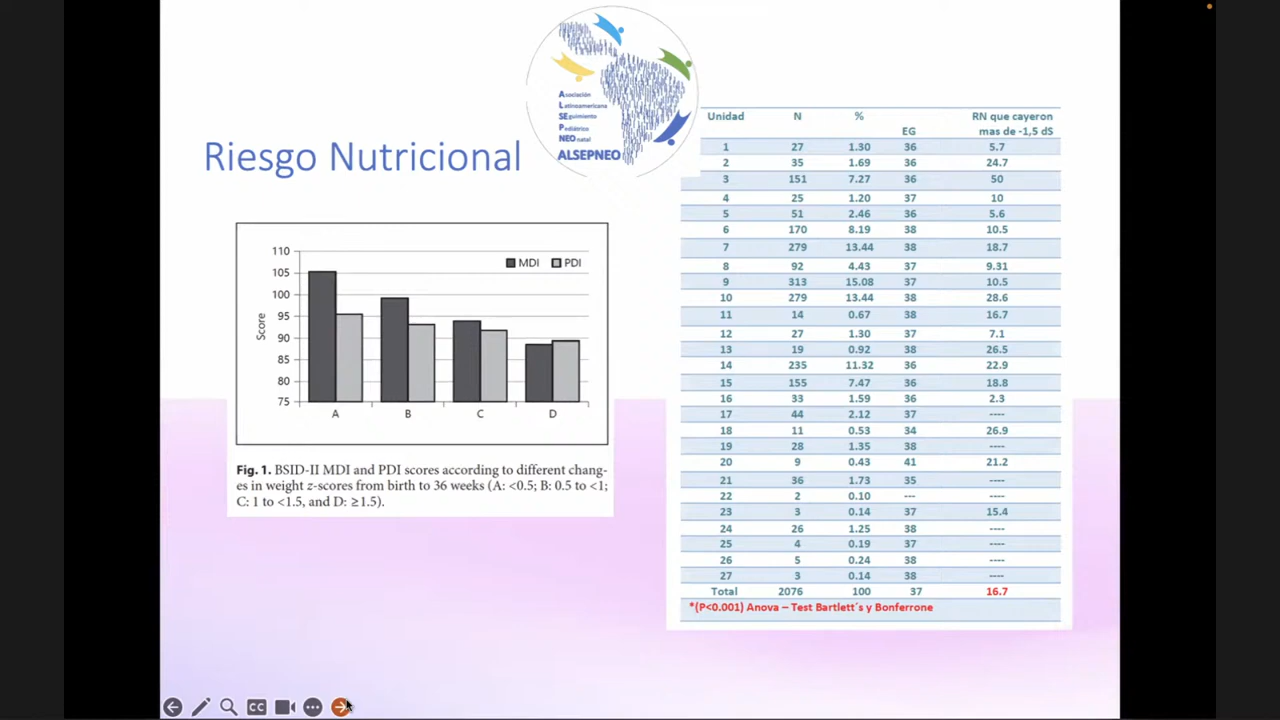 Asociación
Latinoamericana
SEguimiento
Pediátrico
NEOnatal
ALSEPNEO
Riesgo Nutricional
110
105
100
95
90
85
80
75
Score
MDI PDI
A B C D
Fig. 1. BSID-II MDI and PDI scores according to different chang-
es in weight z-scores from birth to 36 weeks (A: <0.5; B: 0.5 to <1;
C: 1 to <1.5, and D: ≥1.5).
Unidad N % EG RN que cayeron
mas de -1,5 dS
1 27 1.30 36 5.7
2 35 1.69 36 24.7
3 151 7.27 36 50
4 25 1.20 37 10
5 51 2.46 36 5.6
6 170 8.19 38 10.5
7 279 13.44 38 18.7
8 92 4.43 37 9.31
9 313 15.08 37 10.5
10 279 13.44 38 28.6
11 14 0.67 38 16.7
12 27 1.30 37 7.1
13 19 0.92 38 26.5
14 235 11.32 36 22.9
15 155 7.47 36 18.8
16 33 1.59 36 2.3
17 44 2.12 37 ----
18 11 0.53 34 26.9
19 28 1.35 38 ----
20 9 0.43 41 21.2
21 36 1.73 35 ----
22 2 0.10 --- ----
23 3 0.14 37 15.4
24 26 1.25 38 ----
25 4 0.19 37 ----
26 5 0.24 38 ----
27 3 0.14 38 ----
Total 2076 100 37 16.7
*(P<0.001) Anova – Test Bartlett´s y Bonferrone
CC